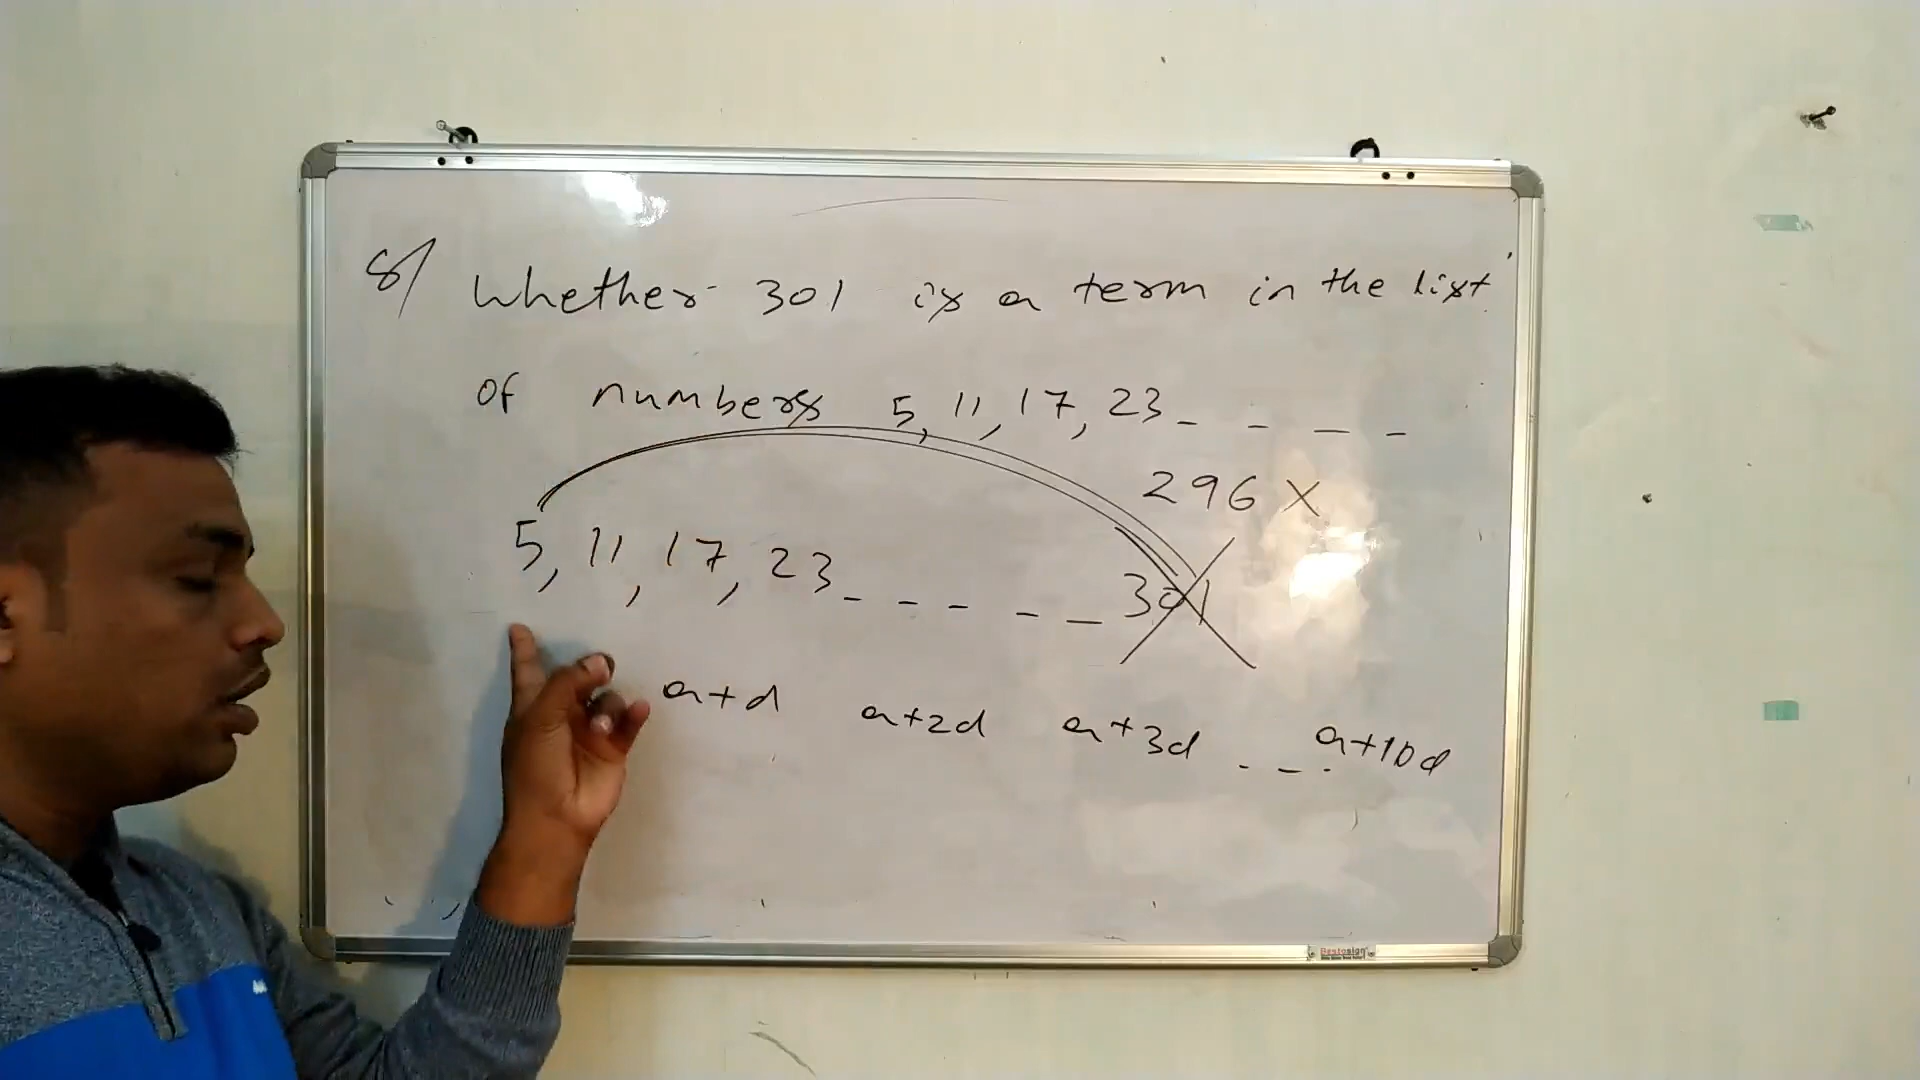 8/ Whether 301 is a term in the list
of numbers 5, 11, 17, 23 - - - -
296 X
5, 11, 17, 23 - - - - - 301
a+d a+2d a+3d - - - a+10d
Bestosign